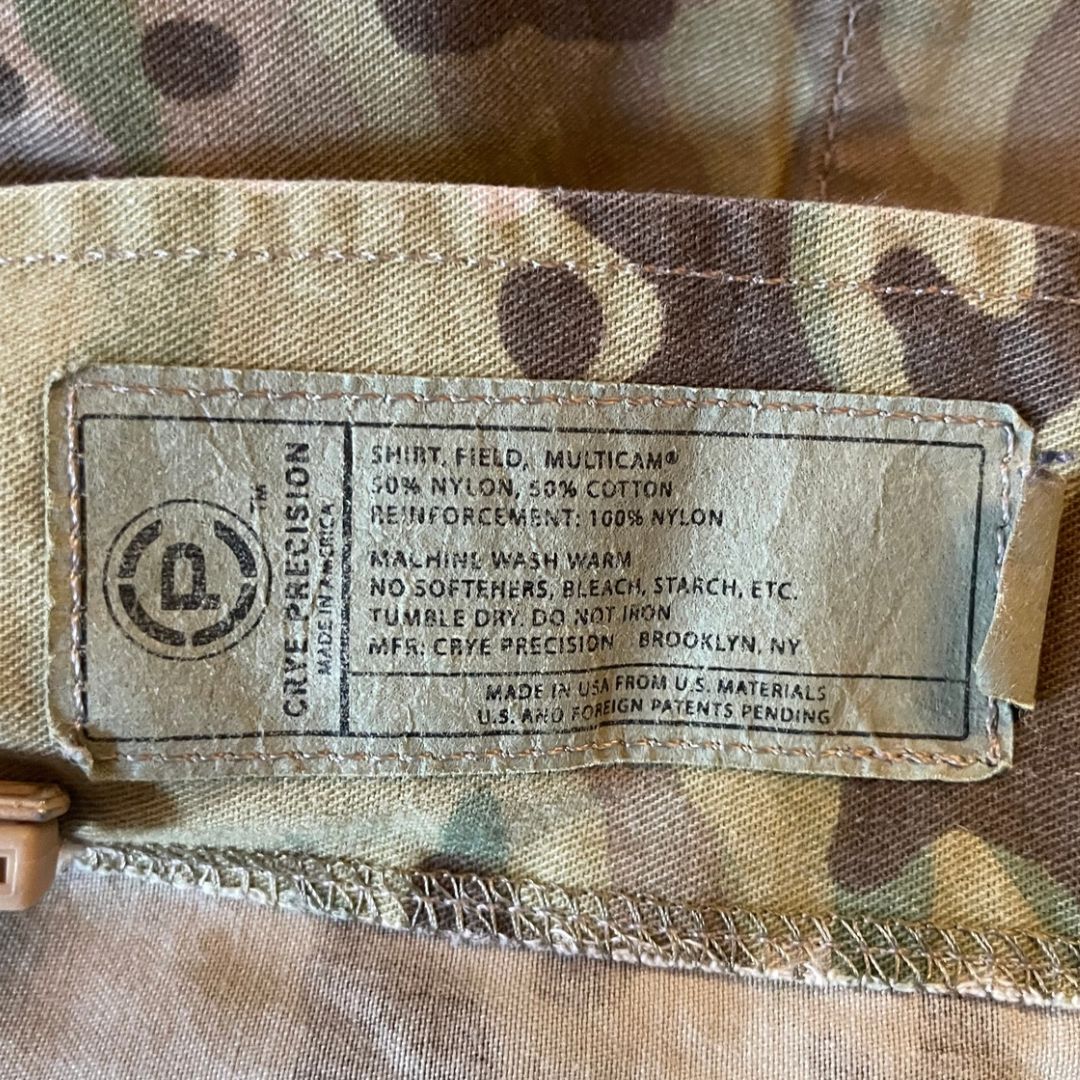 CRYE PRECISION™
MADE IN AMERICA
SHIRT, FIELD, MULTICAM®
50% NYLON, 50% COTTON
REINFORCEMENT: 100% NYLON
MACHINE WASH WARM
NO SOFTENERS, BLEACH, STARCH, ETC.
TUMBLE DRY. DO NOT IRON
MFR: CRYE PRECISION BROOKLYN, NY
MADE IN USA FROM U.S. MATERIALS
U.S. AND FOREIGN PATENTS PENDING